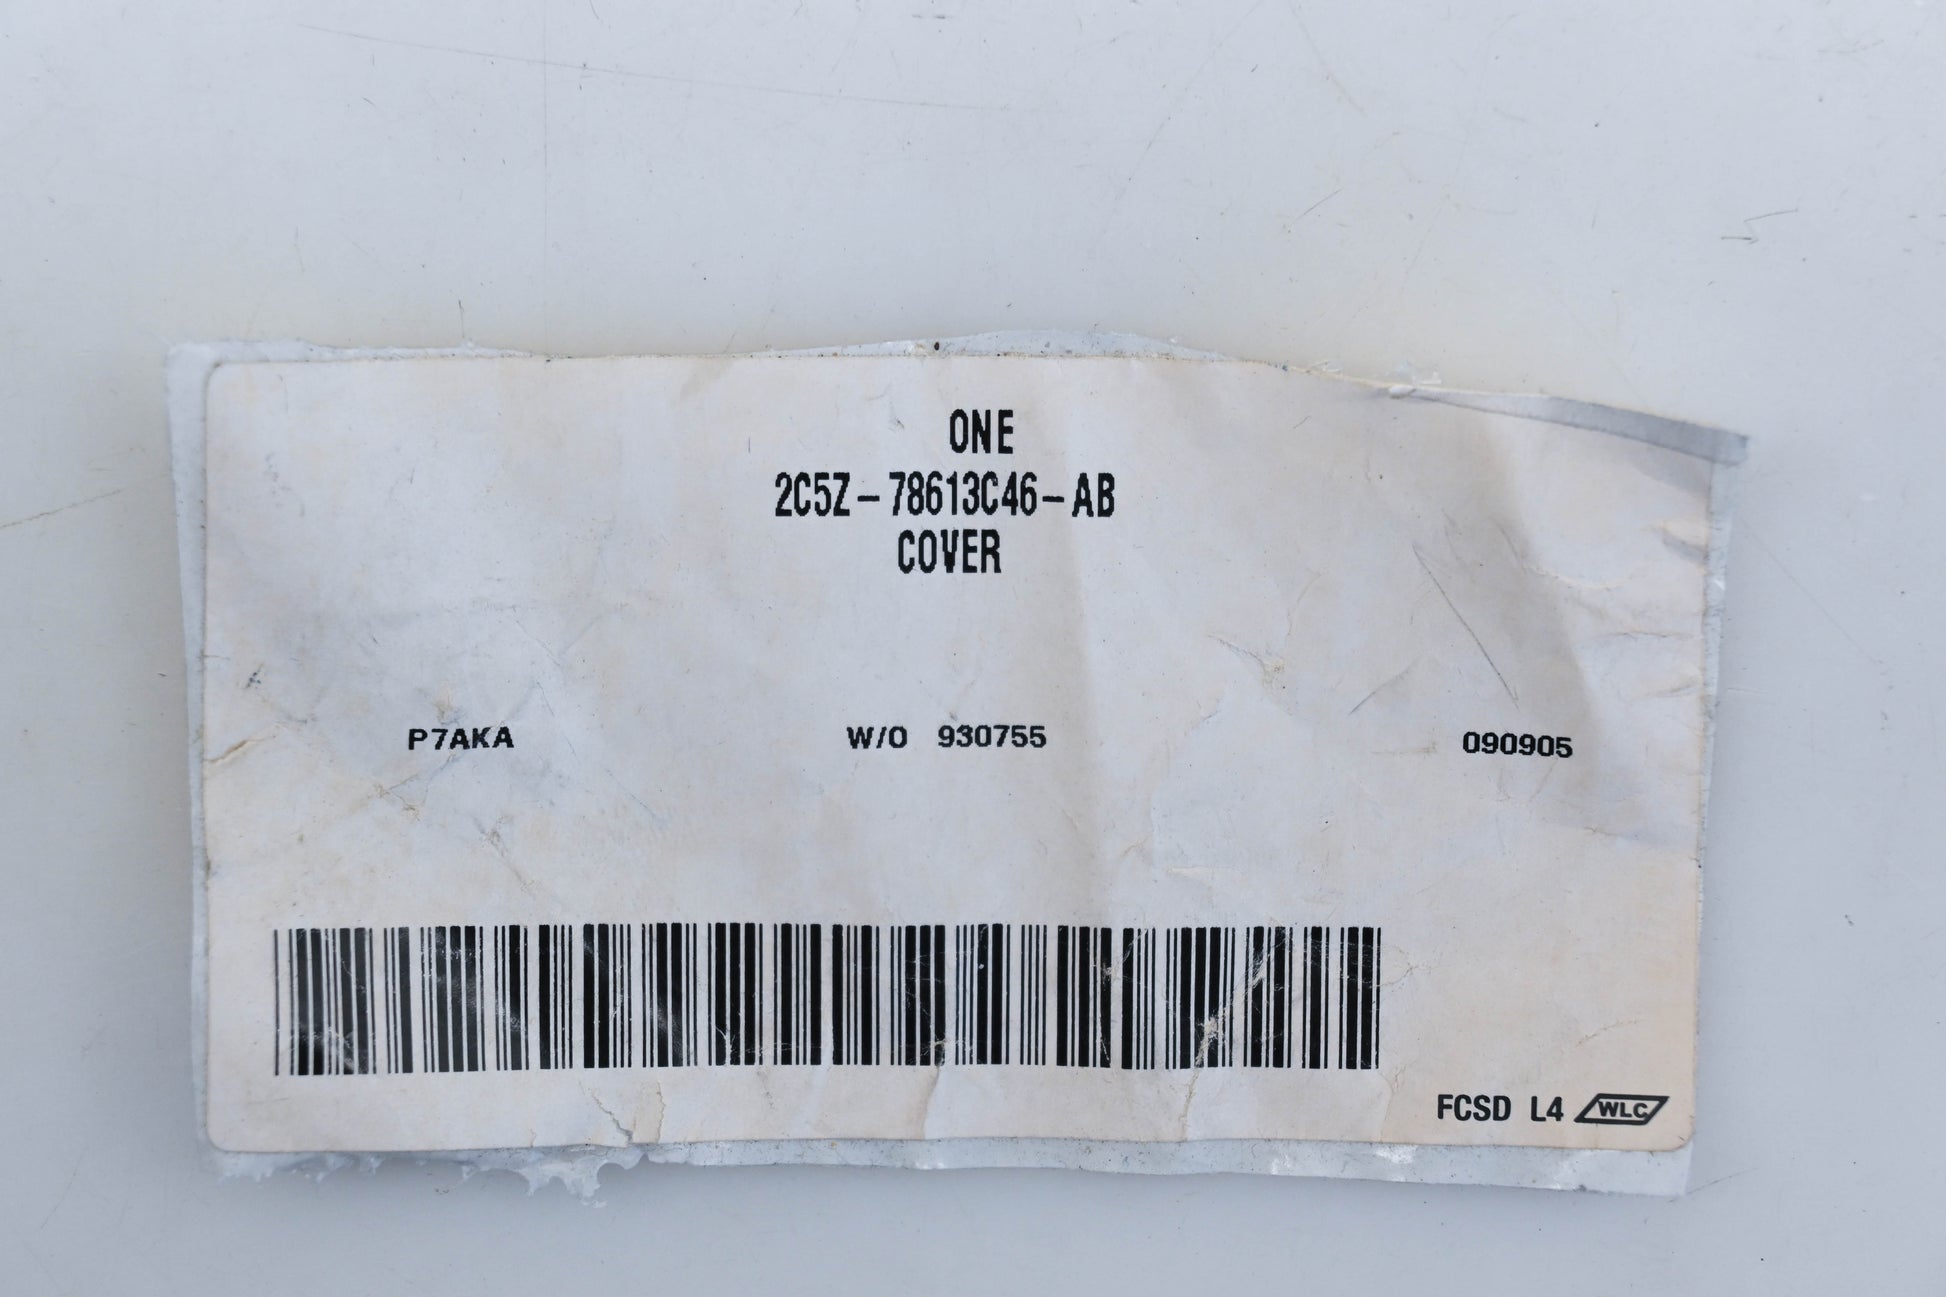 ONE
2C5Z-78613C46-AB
COVER
P7AKA W/O 930755 090905
FCSD L4 WLC